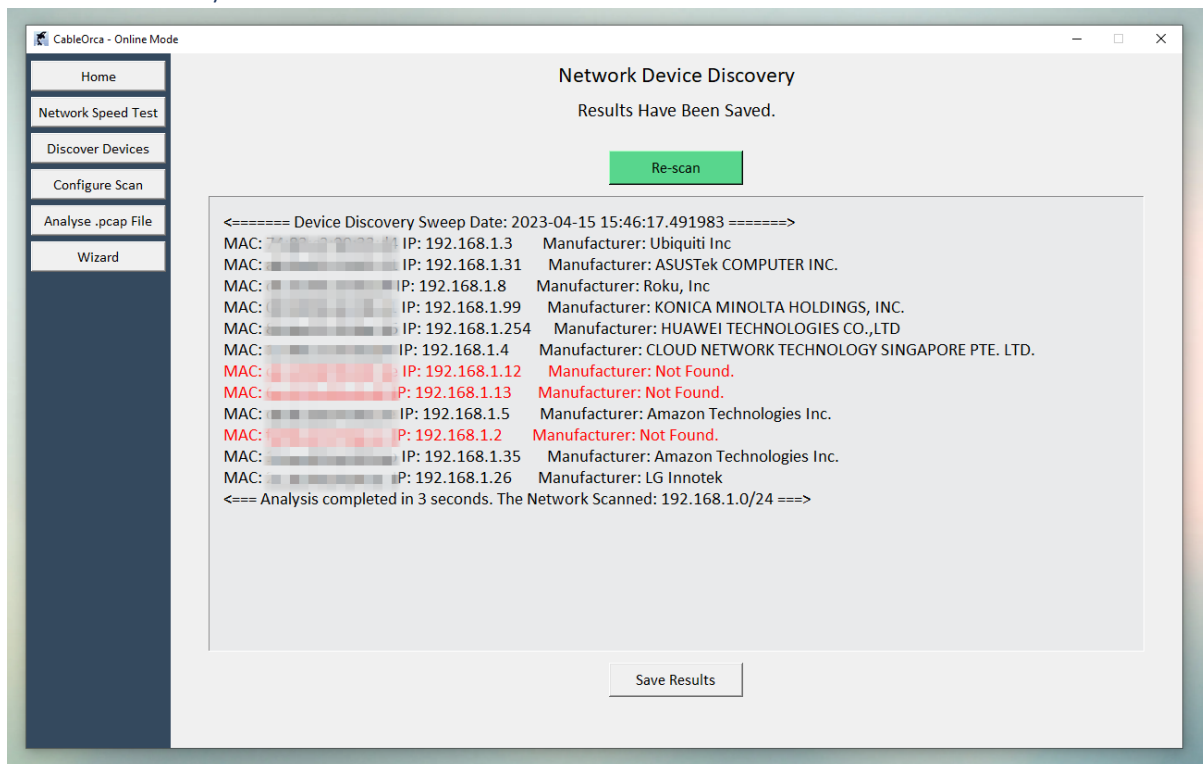 CableOrca - Online Mode
Home
Network Speed Test
Discover Devices
Configure Scan
Analyse .pcap File
Wizard
Network Device Discovery
Results Have Been Saved.
Re-scan
<======= Device Discovery Sweep Date: 2023-04-15 15:46:17.491983 =======>
MAC: IP: 192.168.1.3 Manufacturer: Ubiquiti Inc
MAC: IP: 192.168.1.31 Manufacturer: ASUSTek COMPUTER INC.
MAC: IP: 192.168.1.8 Manufacturer: Roku, Inc
MAC: IP: 192.168.1.99 Manufacturer: KONICA MINOLTA HOLDINGS, INC.
MAC: IP: 192.168.1.254 Manufacturer: HUAWEI TECHNOLOGIES CO.,LTD
MAC: IP: 192.168.1.4 Manufacturer: CLOUD NETWORK TECHNOLOGY SINGAPORE PTE. LTD.
MAC: IP: 192.168.1.12 Manufacturer: Not Found.
MAC: P: 192.168.1.13 Manufacturer: Not Found.
MAC: IP: 192.168.1.5 Manufacturer: Amazon Technologies Inc.
MAC: P: 192.168.1.2 Manufacturer: Not Found.
MAC: IP: 192.168.1.35 Manufacturer: Amazon Technologies Inc.
MAC: P: 192.168.1.26 Manufacturer: LG Innotek
<=== Analysis completed in 3 seconds. The Network Scanned: 192.168.1.0/24 ===>
Save Results